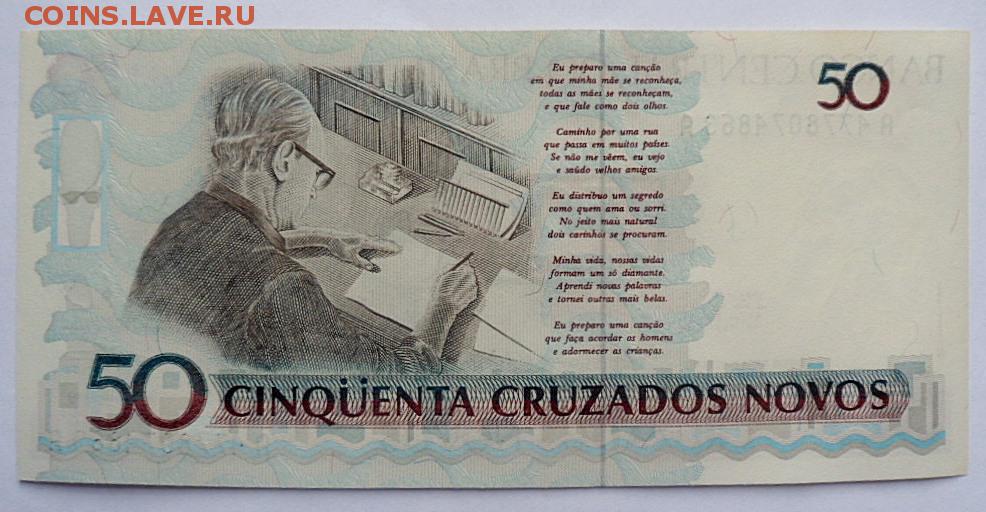 COINS.LAVE.RU
50
Eu preparo uma canção
em que minha mãe se reconheça,
todas as mães se reconheçam,
e que fale como dois olhos.
Caminho por uma rua
que passa em muitos países.
Se não me vêem, eu vejo
e saúdo velhos amigos.
Eu distribuo um segredo
como quem ama ou sorri.
No jeito mais natural
dois carinhos se procuram.
Minha vida, nossas vidas
formam um só diamante.
Aprendi novas palavras
e tornei outras mais belas.
Eu preparo uma canção
que faça acordar os homens
e adormecer as crianças.
50 CINQÜENTA CRUZADOS NOVOS